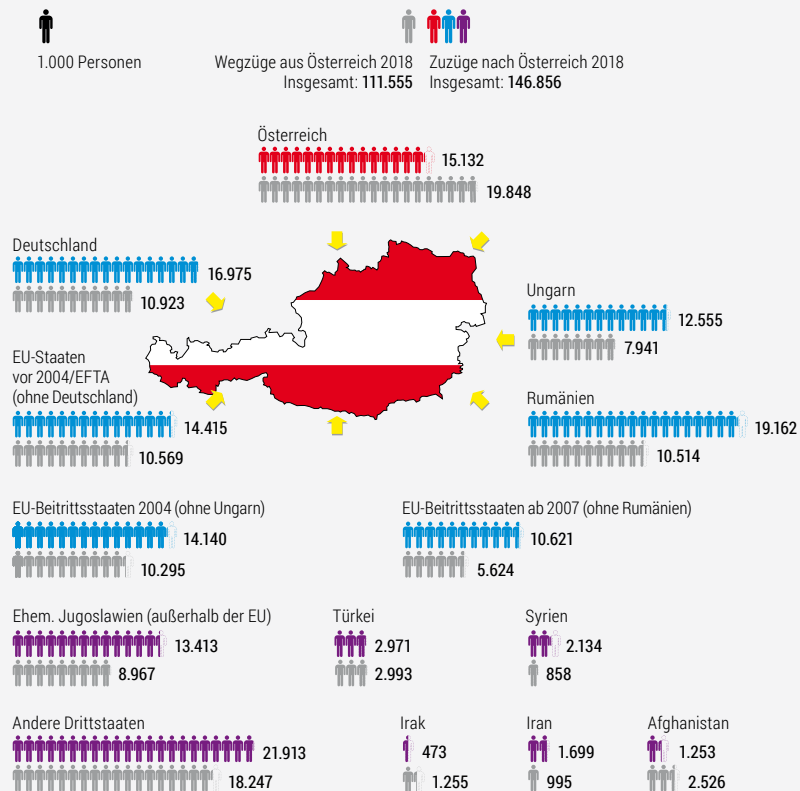 1.000 Personen
Wegzüge aus Österreich 2018
Insgesamt: 111.555
Zuzüge nach Österreich 2018
Insgesamt: 146.856
Österreich
15.132
19.848
Deutschland
16.975
10.923
Ungarn
12.555
7.941
EU-Staaten
vor 2004/EFTA
(ohne Deutschland)
14.415
10.569
Rumänien
19.162
10.514
EU-Beitrittsstaaten 2004 (ohne Ungarn)
14.140
10.295
EU-Beitrittsstaaten ab 2007 (ohne Rumänien)
10.621
5.624
Ehem. Jugoslawien (außerhalb der EU)
13.413
8.967
Türkei
2.971
2.993
Syrien
2.134
858
Andere Drittstaaten
21.913
18.247
Irak
473
1.255
Iran
1.699
995
Afghanistan
1.253
2.526